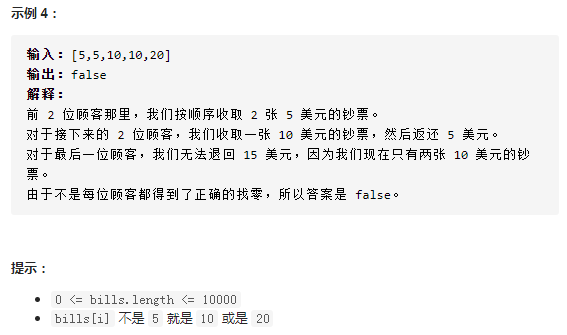 示例 4：
输入：[5,5,10,10,20]
输出：false
解释：
前 2 位顾客那里，我们按顺序收取 2 张 5 美元的钞票。
对于接下来的 2 位顾客，我们收取一张 10 美元的钞票，然后返还 5 美元。
对于最后一位顾客，我们无法退回 15 美元，因为我们现在只有两张 10 美元的钞
票。
由于不是每位顾客都得到了正确的找零，所以答案是 false。
提示：
0 <= bills.length <= 10000
bills[i] 不是 5 就是 10 或是 20